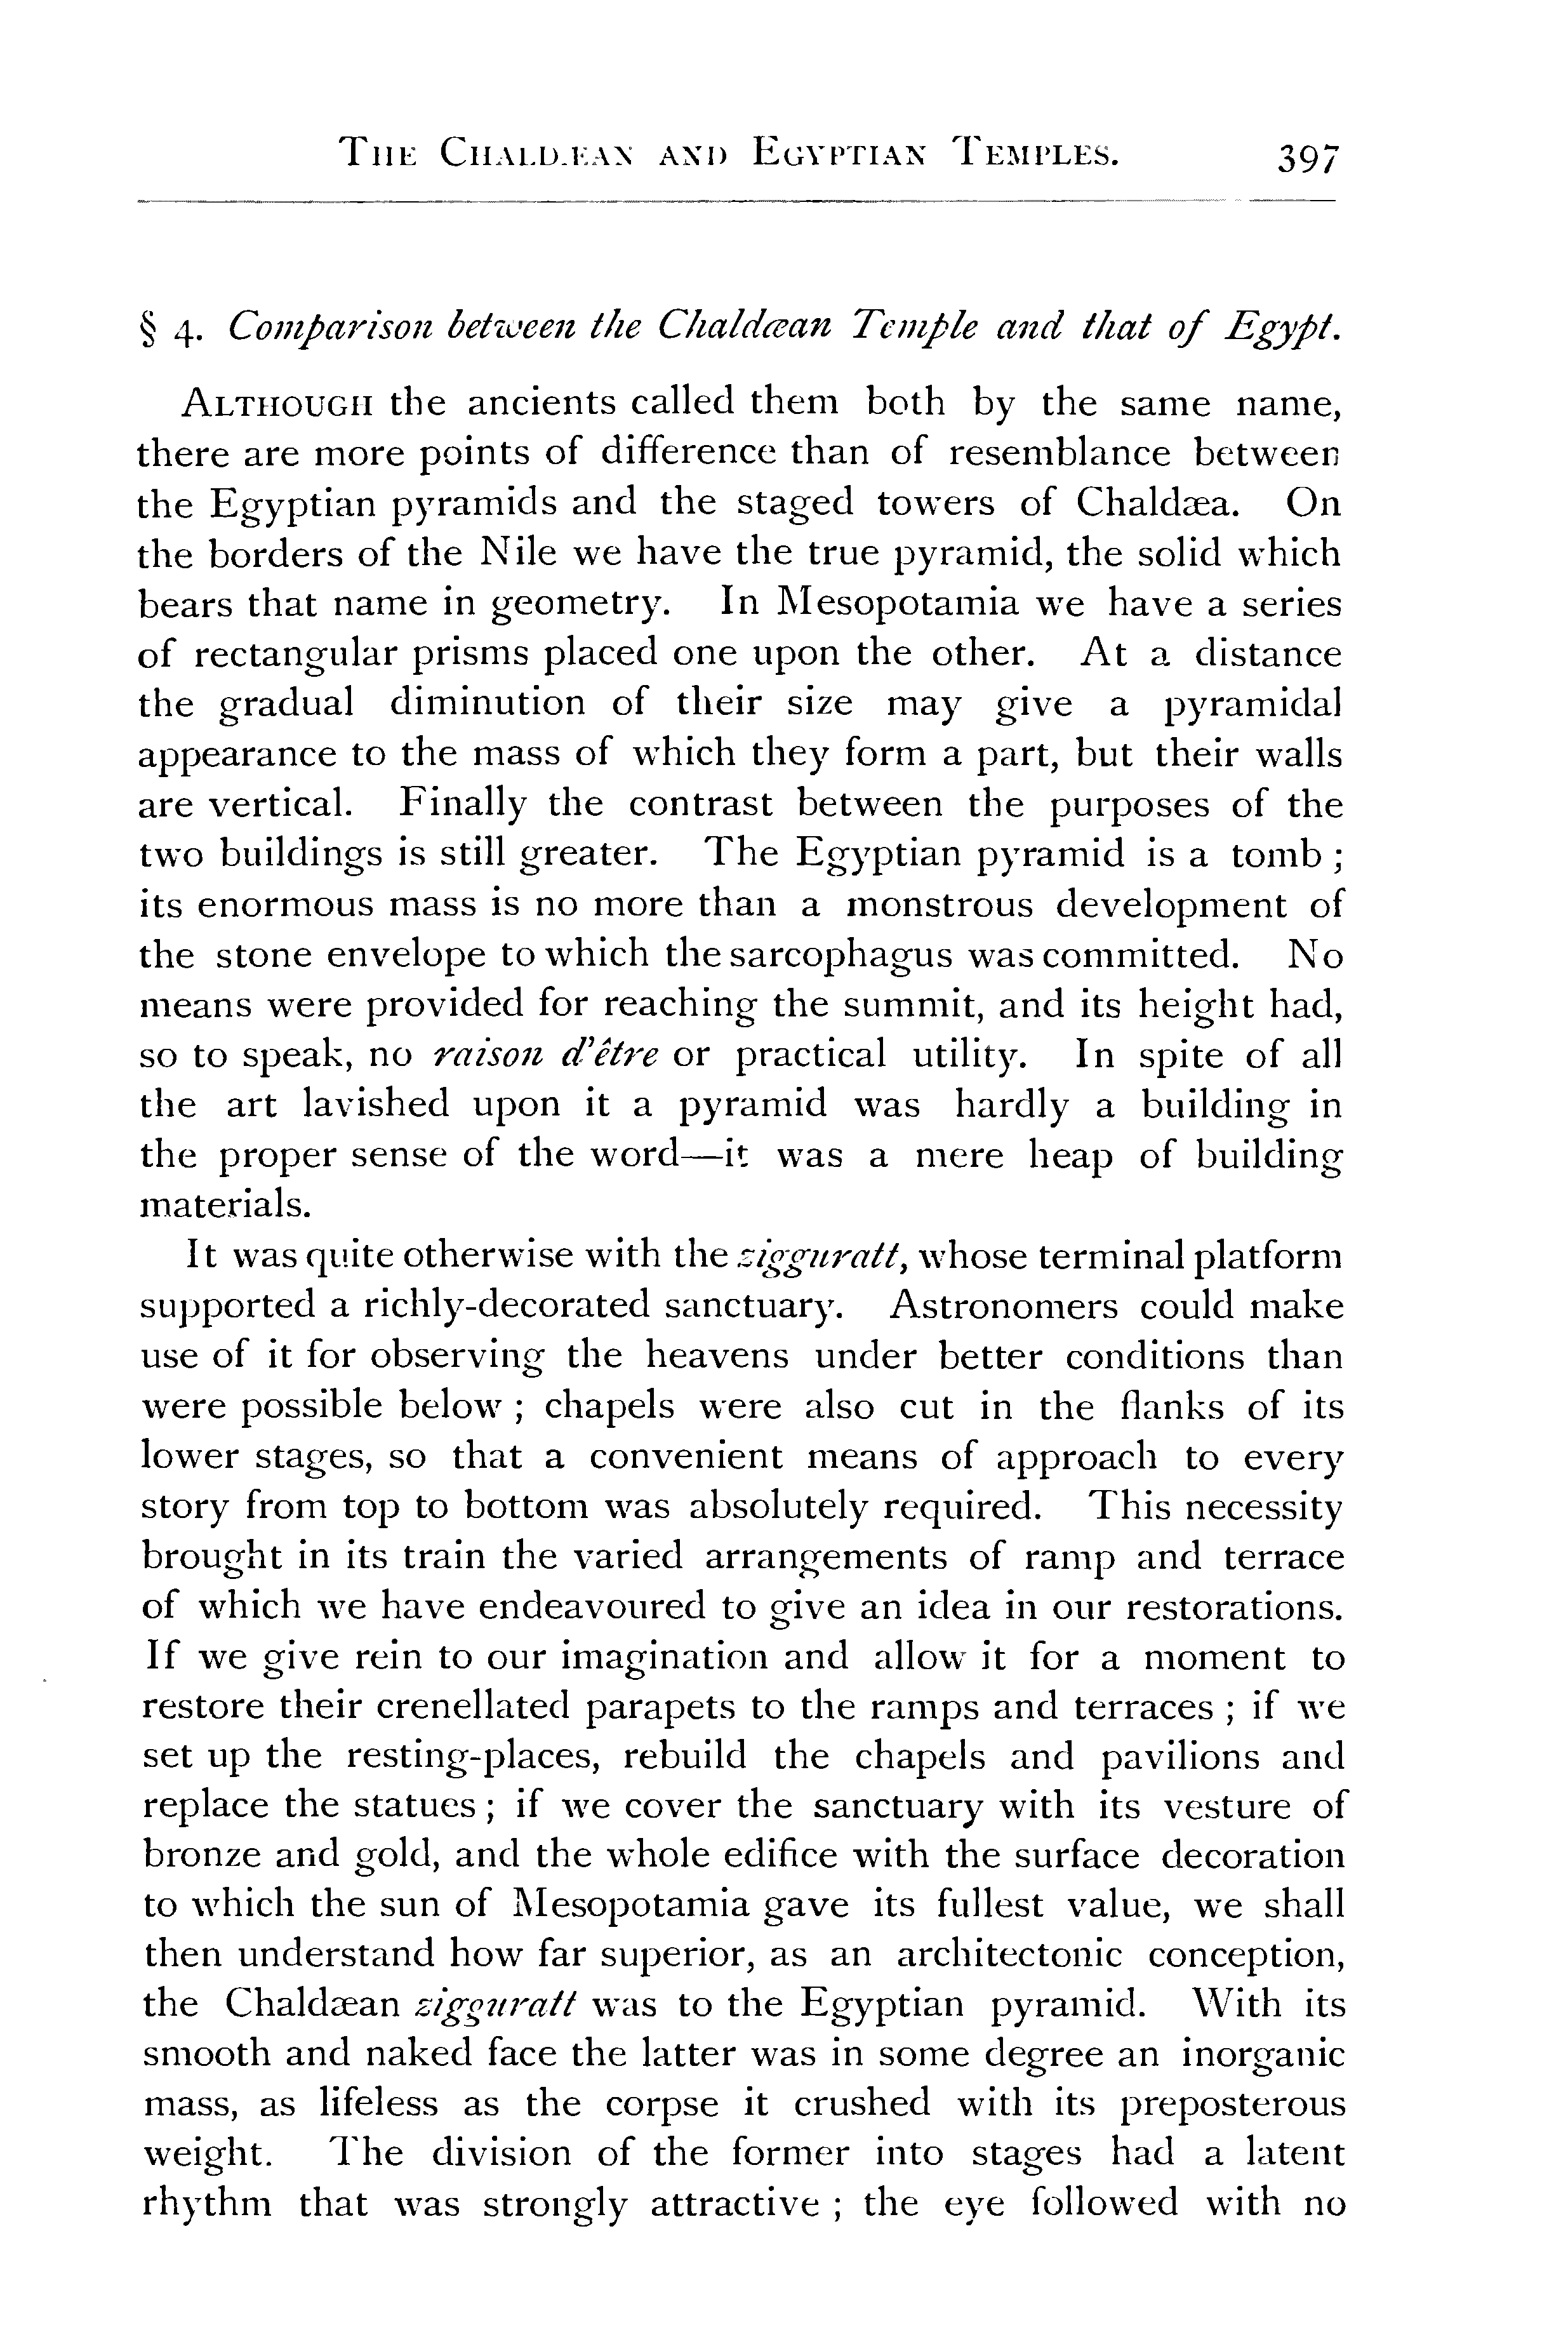 The Chaldæan and Egyptian Temples. 397
§ 4. Comparison between the Chaldæan Temple and that of Egypt.
Although the ancients called them both by the same name,
there are more points of difference than of resemblance between
the Egyptian pyramids and the staged towers of Chaldæa. On
the borders of the Nile we have the true pyramid, the solid which
bears that name in geometry. In Mesopotamia we have a series
of rectangular prisms placed one upon the other. At a distance
the gradual diminution of their size may give a pyramidal
appearance to the mass of which they form a part, but their walls
are vertical. Finally the contrast between the purposes of the
two buildings is still greater. The Egyptian pyramid is a tomb ;
its enormous mass is no more than a monstrous development of
the stone envelope to which the sarcophagus was committed. No
means were provided for reaching the summit, and its height had,
so to speak, no raison d'être or practical utility. In spite of all
the art lavished upon it a pyramid was hardly a building in
the proper sense of the word—it was a mere heap of building
materials.
It was quite otherwise with the zigguratt, whose terminal platform
supported a richly-decorated sanctuary. Astronomers could make
use of it for observing the heavens under better conditions than
were possible below ; chapels were also cut in the flanks of its
lower stages, so that a convenient means of approach to every
story from top to bottom was absolutely required. This necessity
brought in its train the varied arrangements of ramp and terrace
of which we have endeavoured to give an idea in our restorations.
If we give rein to our imagination and allow it for a moment to
restore their crenellated parapets to the ramps and terraces ; if we
set up the resting-places, rebuild the chapels and pavilions and
replace the statues ; if we cover the sanctuary with its vesture of
bronze and gold, and the whole edifice with the surface decoration
to which the sun of Mesopotamia gave its fullest value, we shall
then understand how far superior, as an architectonic conception,
the Chaldæan zigguratt was to the Egyptian pyramid. With its
smooth and naked face the latter was in some degree an inorganic
mass, as lifeless as the corpse it crushed with its preposterous
weight. The division of the former into stages had a latent
rhythm that was strongly attractive ; the eye followed with no